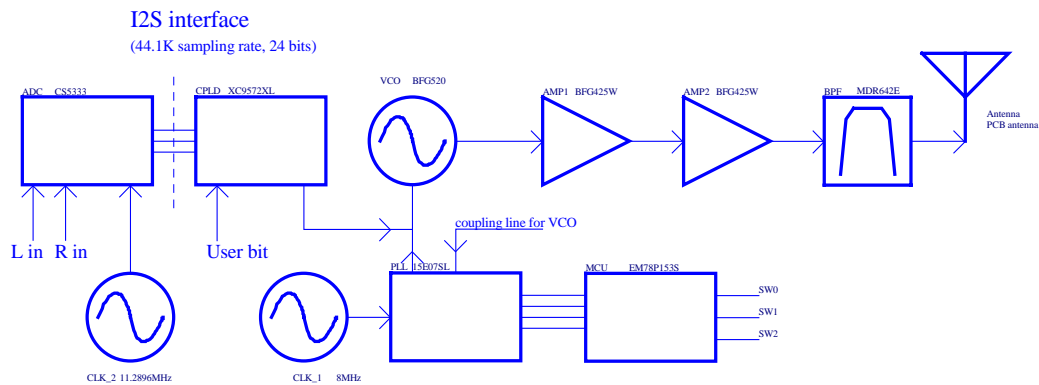 I2S interface
(44.1K sampling rate, 24 bits)
ADC CS5333
CPLD XC9572XL
VCO BFG520
AMP1 BFG425W
AMP2 BFG425W
BPF MDR642E
Antenna
PCB antenna
L in R in
User bit
coupling line for VCO
PLL 15E07SL
MCU EM78P153S
SW0
SW1
SW2
CLK_2 11.2896MHz
CLK_1 8MHz